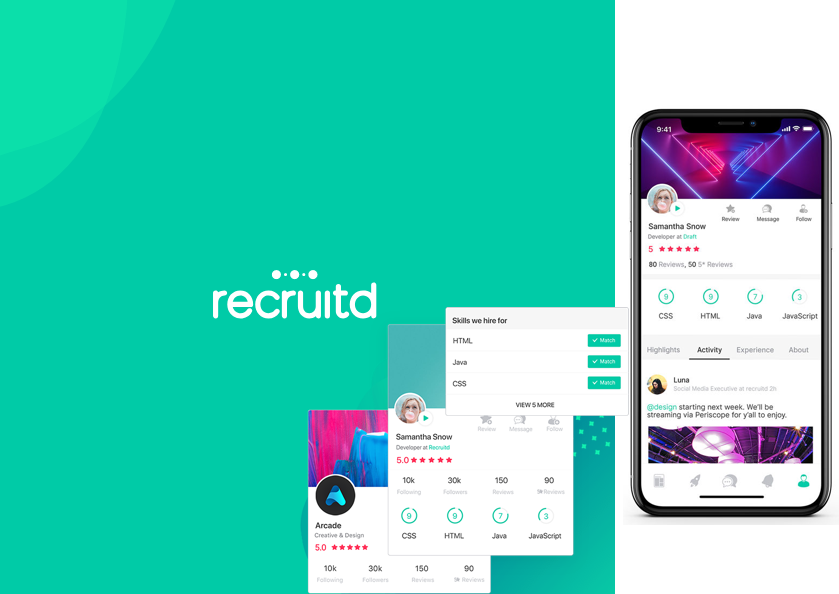 recruitd
Skills we hire for
HTML
Match
Java
Match
CSS
Match
VIEW 5 MORE
Review
Message
Follow
Samantha Snow
Developer at Recruitd
5.0
10k
30k
150
90
Following
Followers
Reviews
5★ Reviews
9
9
7
3
CSS
HTML
Java
JavaScript
Arcade
Creative & Design
5.0
10k
30k
150
90
Following
Followers
Reviews
5★ Reviews
9:41
Review
Message
Follow
Samantha Snow
Developer at Draft
5
80 Reviews, 50 5* Reviews
9
9
7
3
CSS
HTML
Java
JavaScript
Highlights
Activity
Experience
About
Luna
Social Media Executive at recruitd 2h
@design starting next week. We'll be
streaming via Periscope for y'all to enjoy.